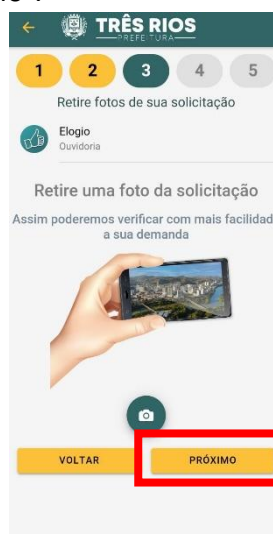 TRÊS RIOS
PREFEITURA
1 2 3 4 5
Retire fotos de sua solicitação
Elogio
Ouvidoria
Retire uma foto da solicitação
Assim poderemos verificar com mais facilidad
a sua demanda
VOLTAR PRÓXIMO